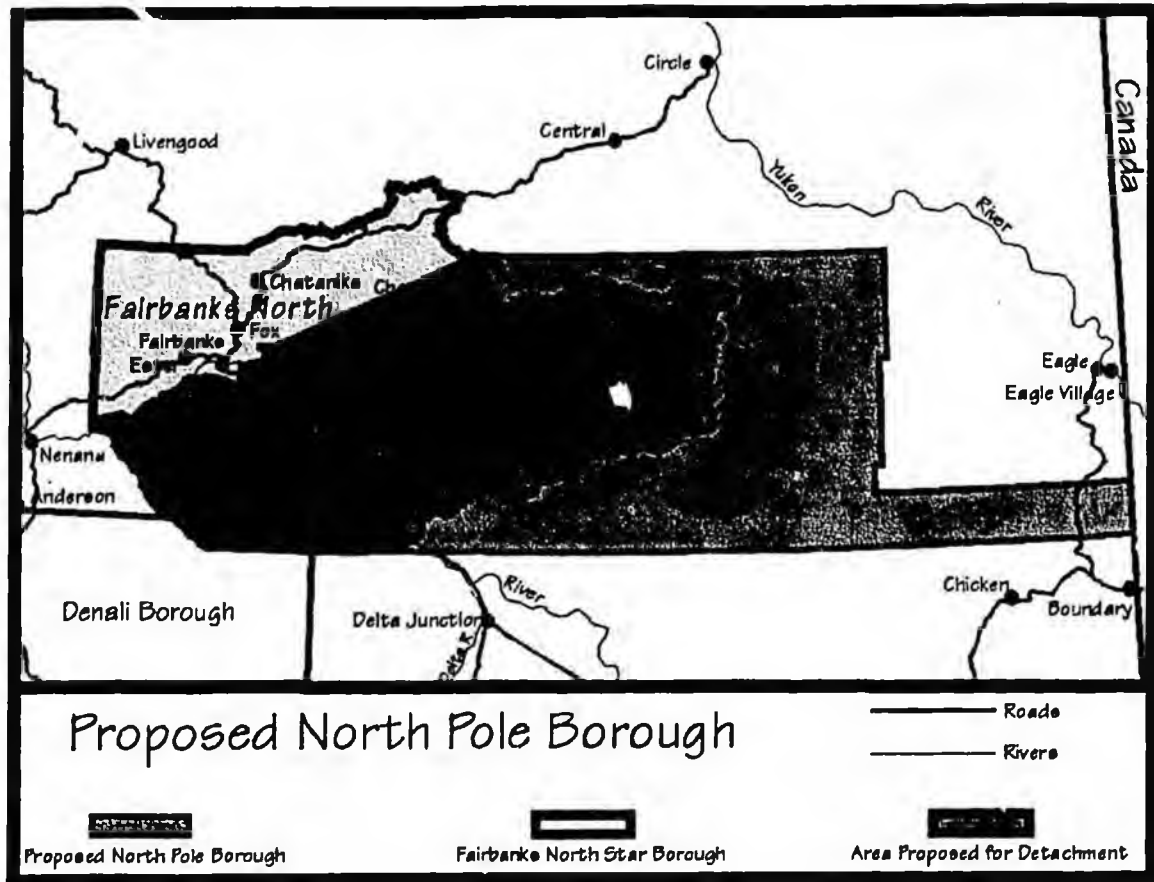 Circle
Canada
Livengood
Central
Yukon
River
Chatanika
Ch
Fairbanks North
Fox
Fairbanks
Ester
Eagle
Eagle Village
Nenana
Anderson
Denali Borough
Delta Junction
River
Delta R
Chicken
Boundary
Proposed North Pole Borough
Roads
Rivers
Proposed North Pole Borough
Fairbanks North Star Borough
Area Proposed for Detachment